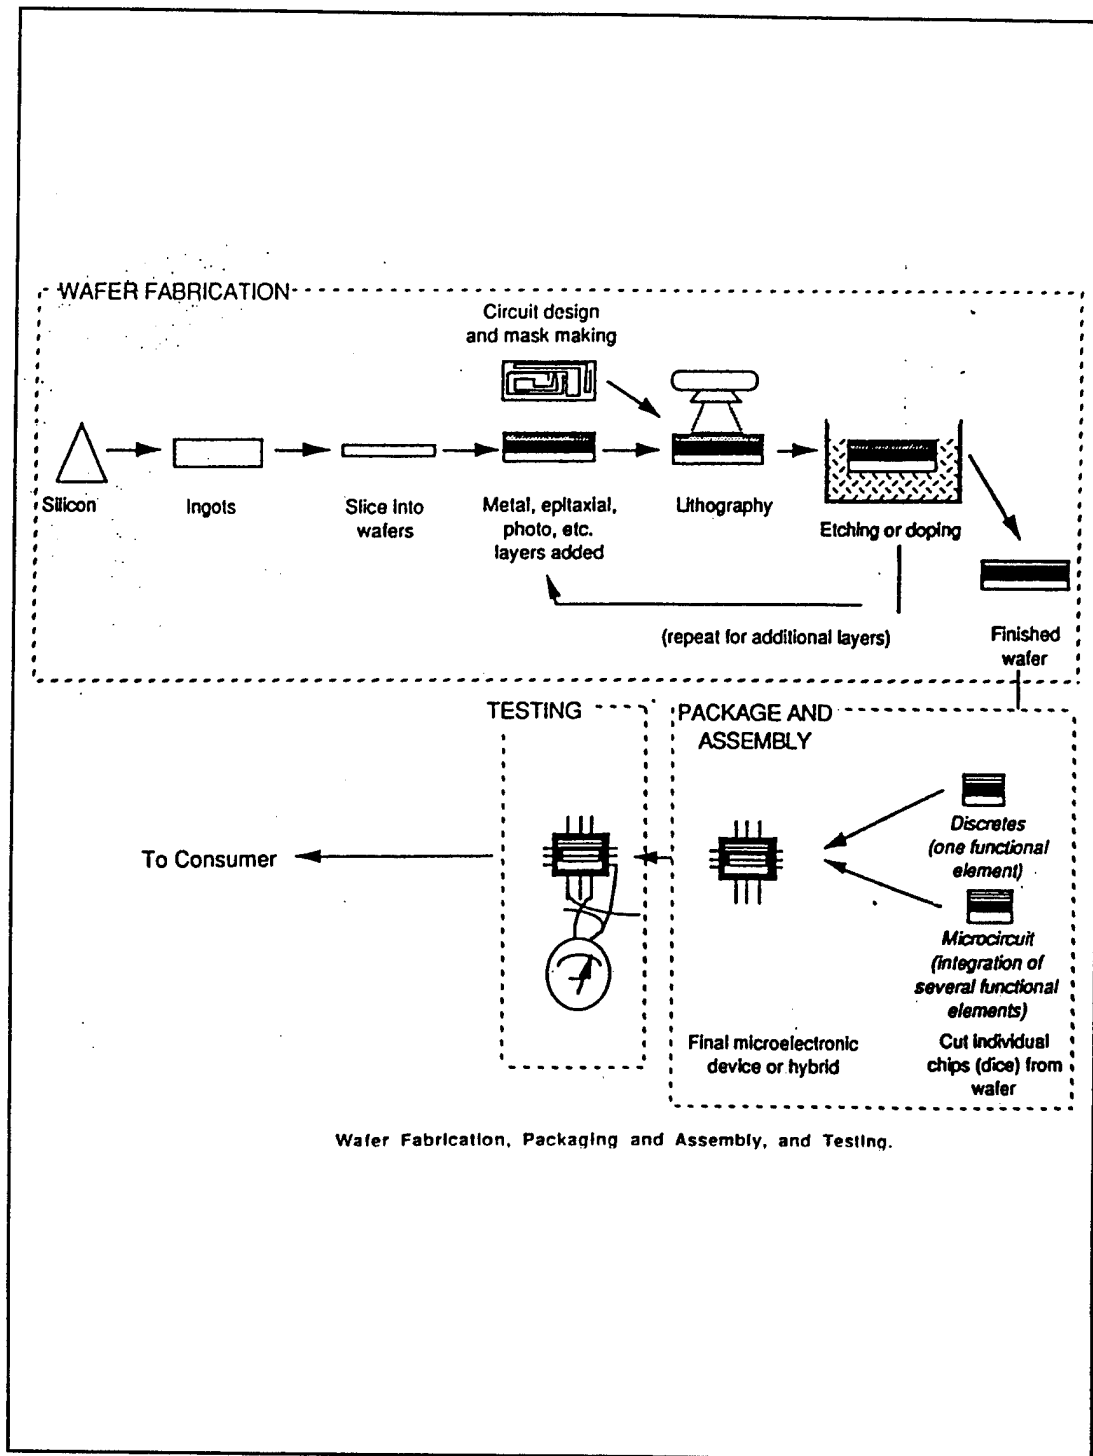 WAFER FABRICATION
Circuit design
and mask making
Silicon
Ingots
Slice into
wafers
Metal, epitaxial,
photo, etc.
layers added
Lithography
Etching or doping
(repeat for additional layers)
Finished
wafer
TESTING
PACKAGE AND
ASSEMBLY
To Consumer
Discretes
(one functional
element)
Microcircuit
(integration of
several functional
elements)
Final microelectronic
device or hybrid
Cut individual
chips (dice) from
wafer
Wafer Fabrication, Packaging and Assembly, and Testing.